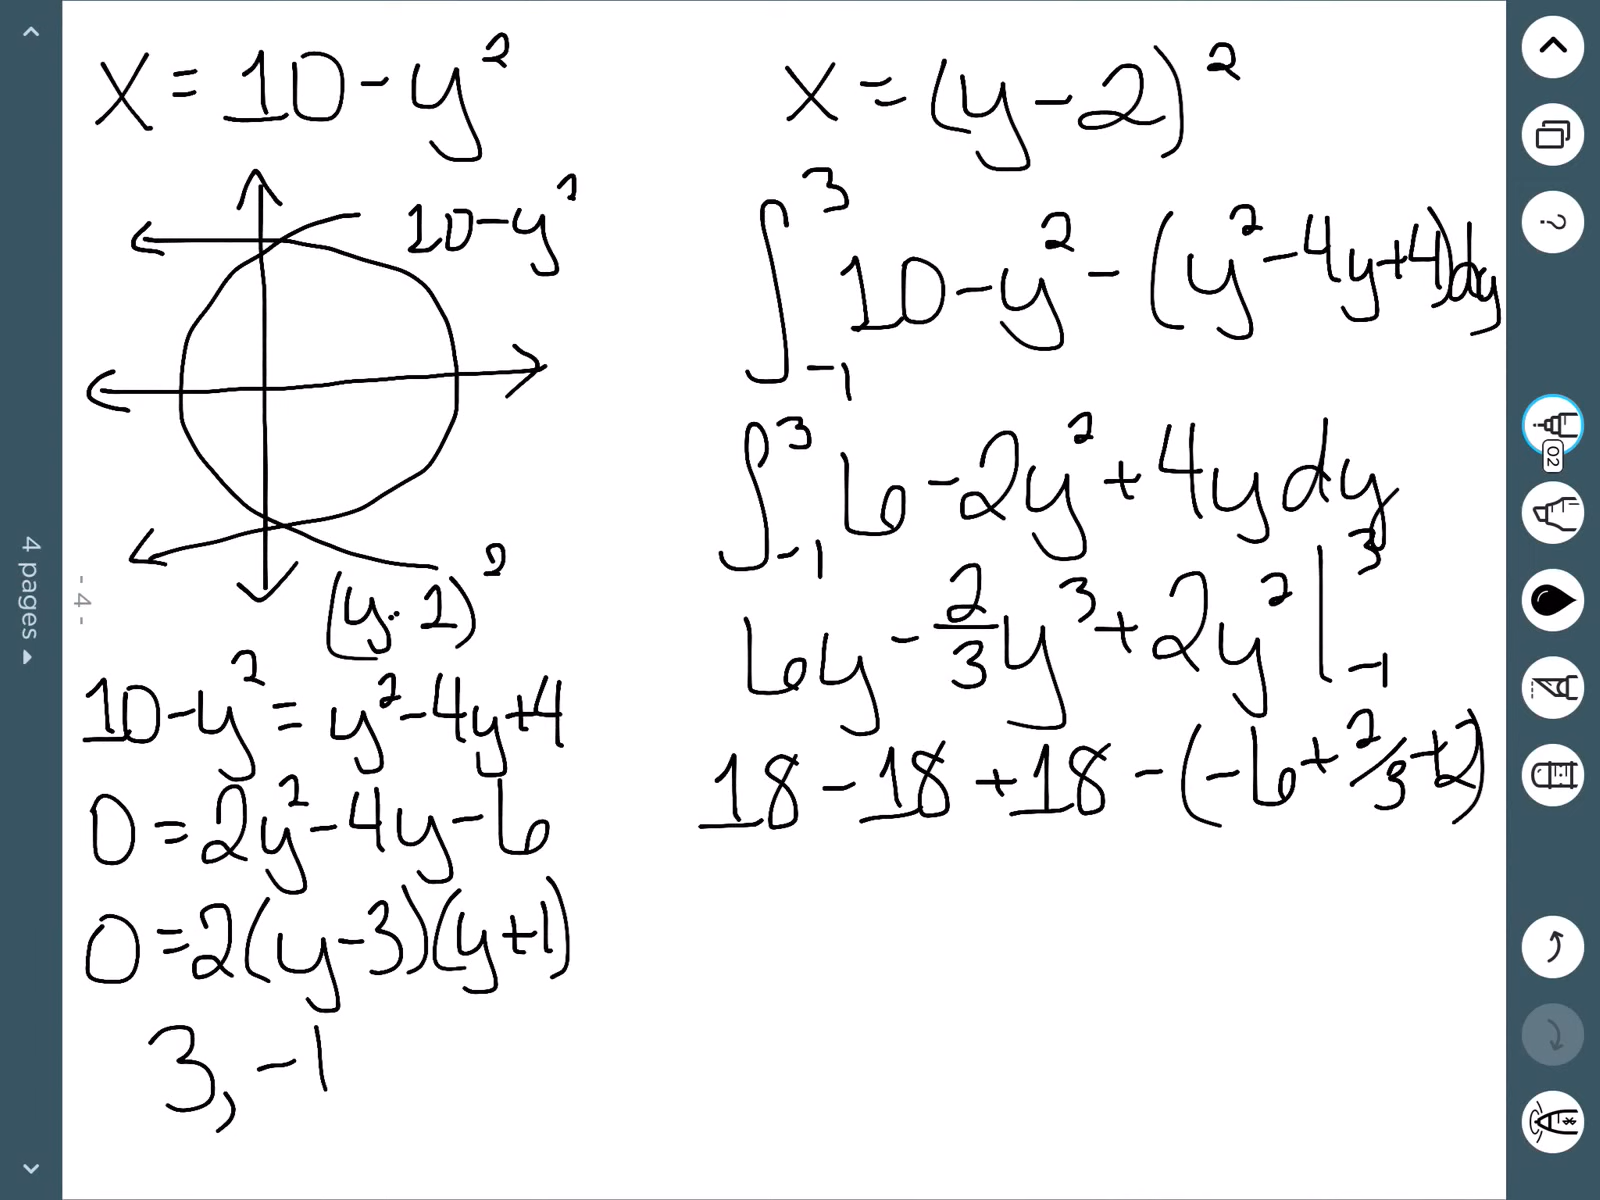 x = 10 - y²
10 - y²
(y - 2)²
10 - y² = y² - 4y + 4
0 = 2y² - 4y - 6
0 = 2(y - 3)(y + 1)
3, -1
x = (y - 2)²
∫₋₁³ 10 - y² - (y² - 4y + 4)dy
∫₋₁³ 6 - 2y² + 4y dy
6y - 2/3 y³ + 2y² |₋₁³
18 - 18 + 18 - (-6 + 2/3 + 2)
4 pages
- 4 -
02
?